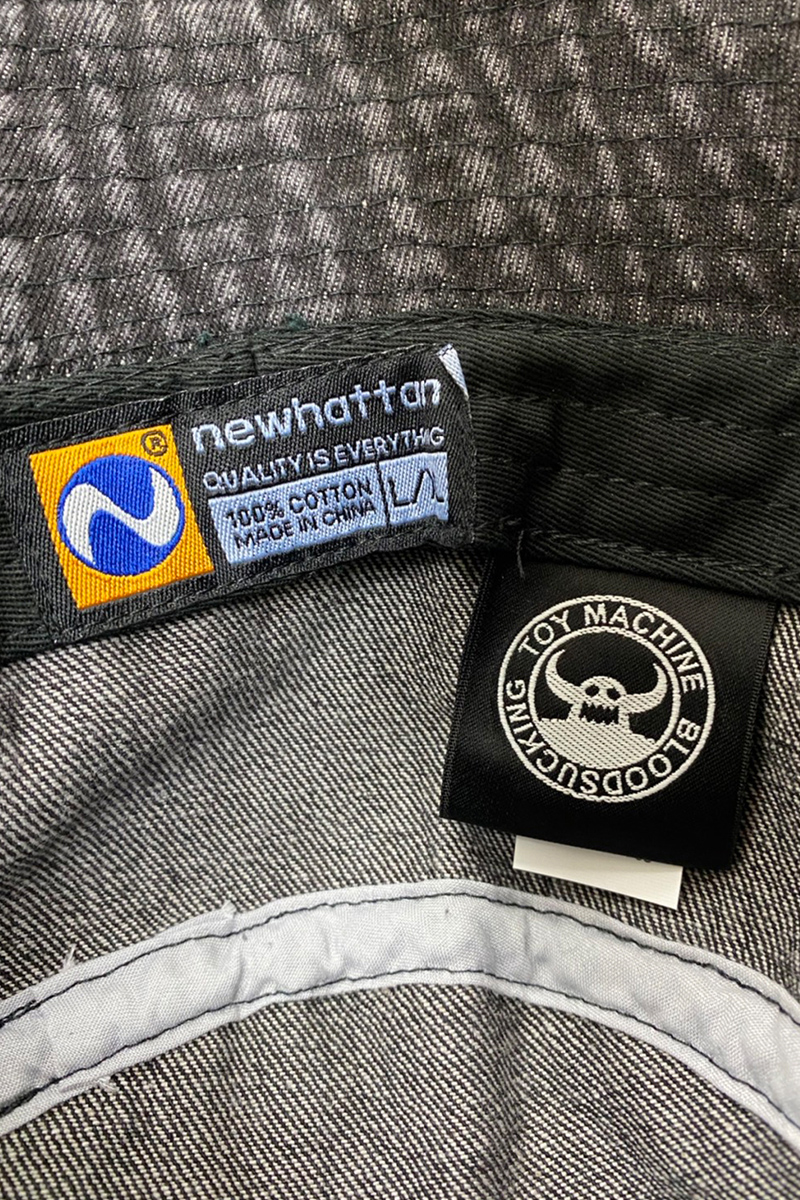 newhattan
®
QUALITY IS EVERYTHIG
100% COTTON
MADE IN CHINA
TOY MACHINE BLOODSUCKING